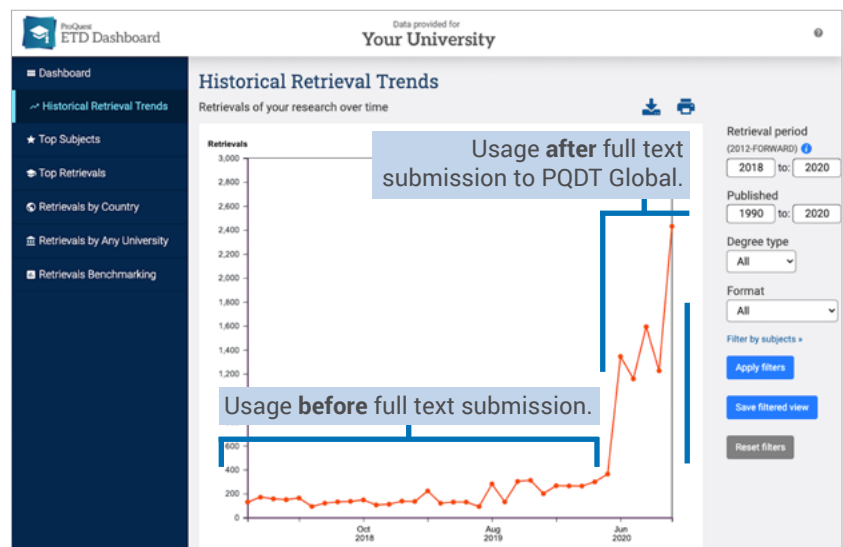 ProQuest
ETD Dashboard
Data provided for
Your University
Dashboard
Historical Retrieval Trends
Top Subjects
Top Retrievals
Retrievals by Country
Retrievals by Any University
Retrievals Benchmarking
Historical Retrieval Trends
Retrievals of your research over time
Retrievals
3,000
2,800
2,600
2,400
2,200
2,000
1,800
1,600
1,400
1,200
600
400
200
0
Oct
2018
Aug
2019
Jun
2020
Usage after full text
submission to PQDT Global.
Usage before full text submission.
Retrieval period
(2012-FORWARD)
2018 to: 2020
Published
1990 to: 2020
Degree type
All
Format
All
Filter by subjects »
Apply filters
Save filtered view
Reset filters